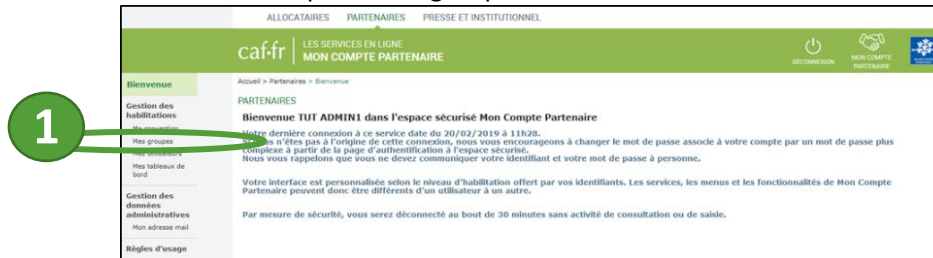 ALLOCATAIRES PARTENAIRES PRESSE ET INSTITUTIONNEL
caf.fr LES SERVICES EN LIGNE
MON COMPTE PARTENAIRE
DECONNEXION
MON COMPTE
PARTENAIRE
Bienvenue
Gestion des
habilitations
Ma convention
Mes groupes
Mes utilisateurs
Mes tableaux de
bord
Gestion des
données
administratives
Mon adresse mail
Règles d'usage
1
Accueil > Partenaires > Bienvenue
PARTENAIRES
Bienvenue TUT ADMIN1 dans l'espace sécurisé Mon Compte Partenaire
Votre dernière connexion à ce service date du 20/02/2019 à 11h28.
n'êtes pas à l'origine de cette connexion, nous vous encourageons à changer le mot de passe associé à votre compte par un mot de passe plus
complexe à partir de la page d'authentification à l'espace sécurisé.
Nous vous rappelons que vous ne devez communiquer votre identifiant et votre mot de passe à personne.
Votre interface est personnalisée selon le niveau d'habilitation offert par vos identifiants. Les services, les menus et les fonctionnalités de Mon Compte
Partenaire peuvent donc être différents d'un utilisateur à un autre.
Par mesure de sécurité, vous serez déconnecté au bout de 30 minutes sans activité de consultation ou de saisie.